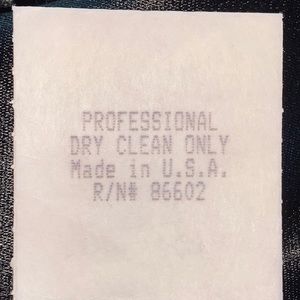 PROFESSIONAL
DRY CLEAN ONLY
Made in U.S.A.
R/N# 86602